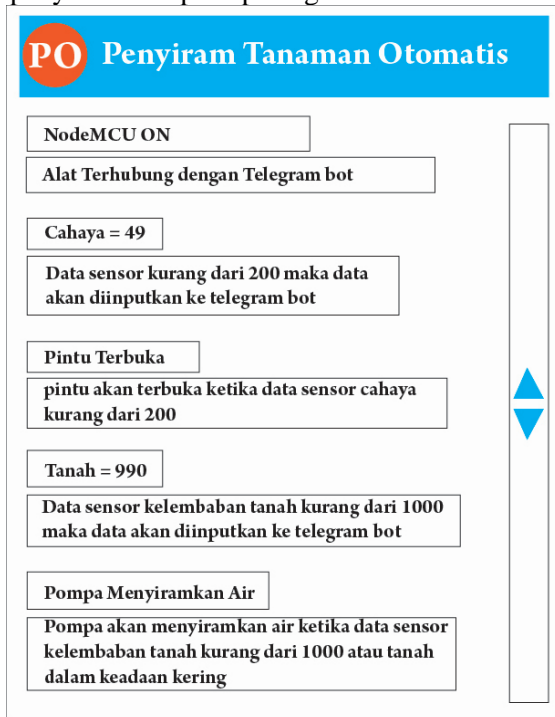 PO Penyiram Tanaman Otomatis
NodeMCU ON
Alat Terhubung dengan Telegram bot
Cahaya = 49
Data sensor kurang dari 200 maka data
akan diinputkan ke telegram bot
Pintu Terbuka
pintu akan terbuka ketika data sensor cahaya
kurang dari 200
Tanah = 990
Data sensor kelembaban tanah kurang dari 1000
maka data akan diinputkan ke telegram bot
Pompa Menyiramkan Air
Pompa akan menyiramkan air ketika data sensor
kelembaban tanah kurang dari 1000 atau tanah
dalam keadaan kering